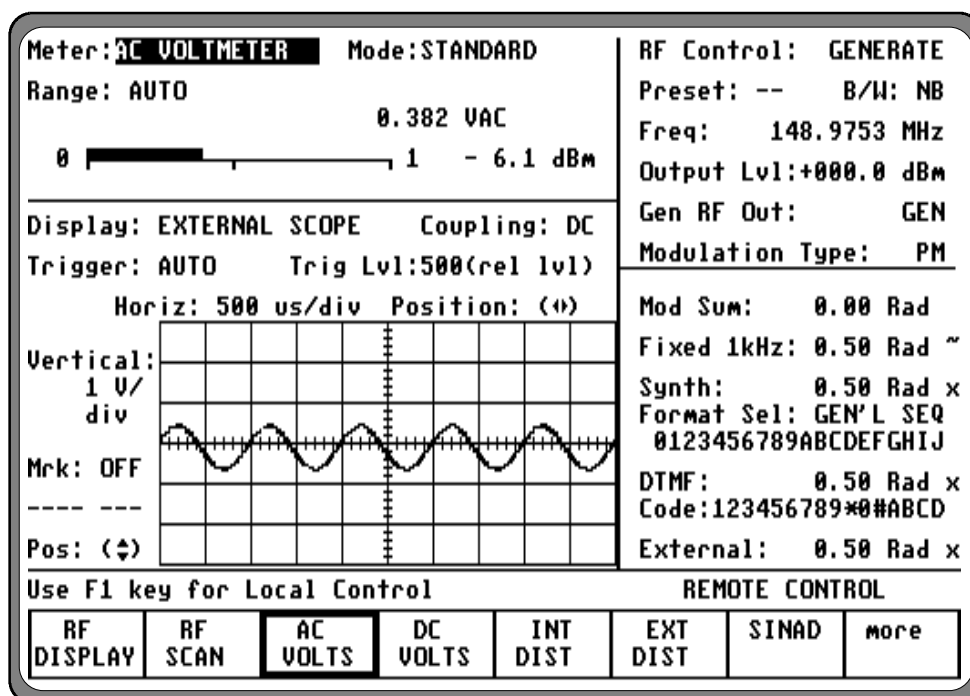 Meter:AC VOLTMETER Mode:STANDARD
Range: AUTO
0.382 VAC
0 1 - 6.1 dBm
Display: EXTERNAL SCOPE Coupling: DC
Trigger: AUTO Trig Lvl:500(rel lvl)
Horiz: 500 us/div Position: (↔)
Vertical:
1 V/
div
Mrk: OFF
---- ---
Pos: (↕)
RF Control: GENERATE
Preset: -- B/W: NB
Freq: 148.9753 MHz
Output Lvl:+000.0 dBm
Gen RF Out: GEN
Modulation Type: PM
Mod Sum: 0.00 Rad
Fixed 1kHz: 0.50 Rad ~
Synth: 0.50 Rad x
Format Sel: GEN'L SEQ
0123456789ABCDEFGHIJ
DTMF: 0.50 Rad x
Code:123456789*0#ABCD
External: 0.50 Rad x
Use F1 key for Local Control REMOTE CONTROL
RF DISPLAY
RF SCAN
AC VOLTS
DC VOLTS
INT DIST
EXT DIST
SINAD
more